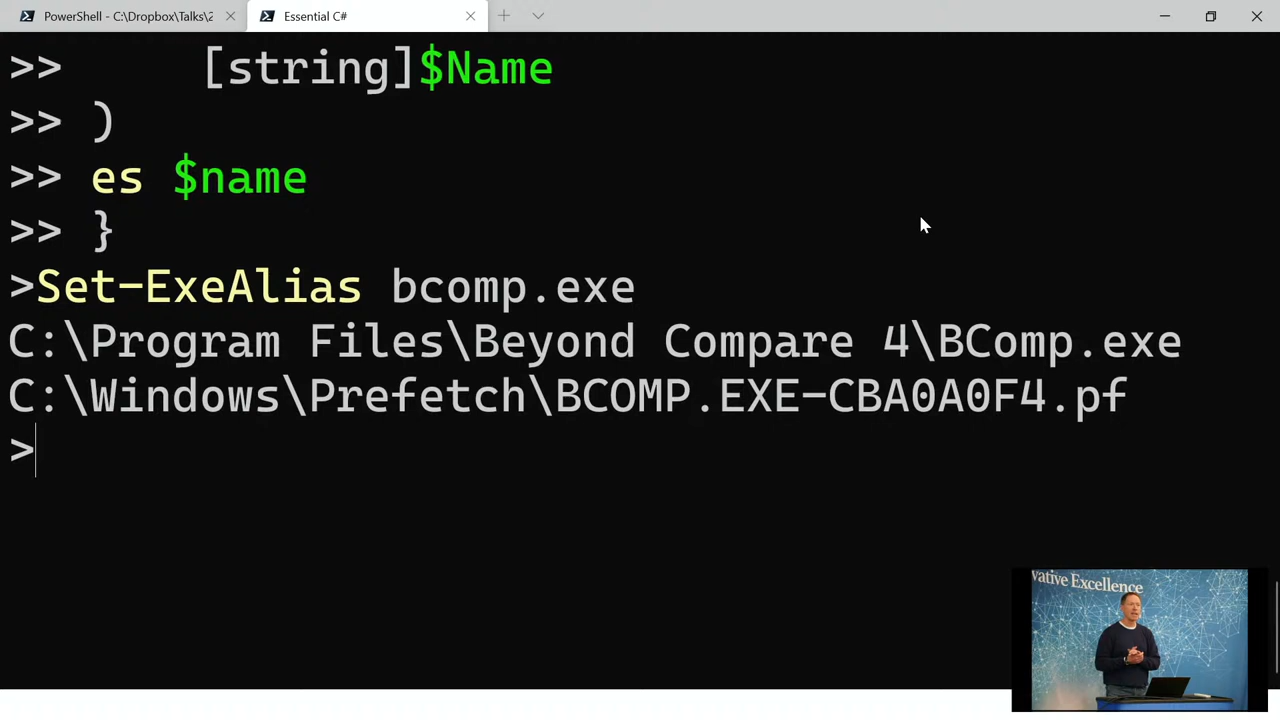 PowerShell - C:\Dropbox\Talks\2
Essential C#
>>     [string]$Name
>> )
>> es $name
>> }
>Set-ExeAlias bcomp.exe
C:\Program Files\Beyond Compare 4\BComp.exe
C:\Windows\Prefetch\BCOMP.EXE-CBA0A0F4.pf
>
vative Excellence